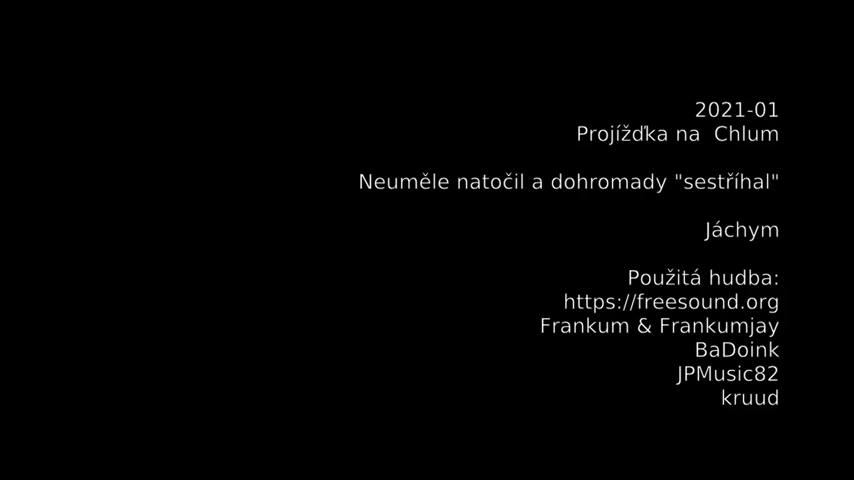 2021-01
Projížďka na  Chlum
Neuměle natočil a dohromady "sestříhal"
Jáchym
Použitá hudba:
https://freesound.org
Frankum & Frankumjay
BaDoink
JPMusic82
kruud